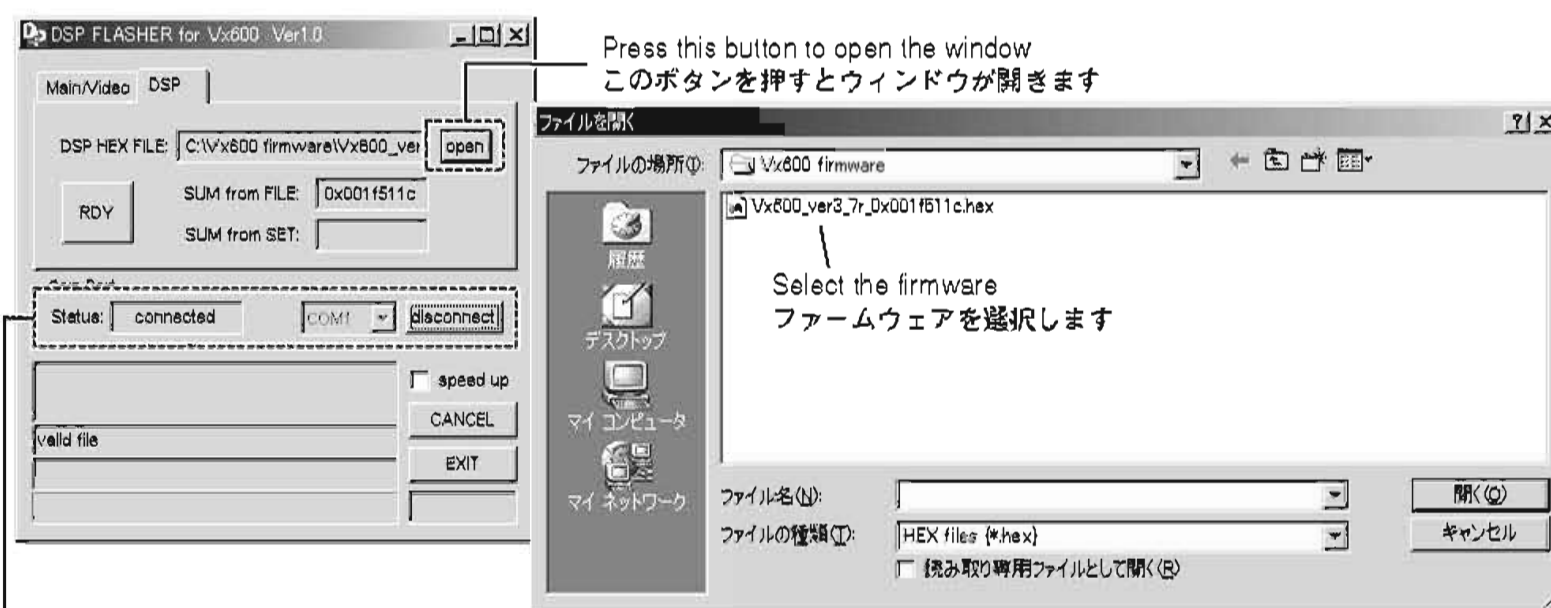 DSP FLASHER for Vx600 Ver1.0
Main/Video DSP
DSP HEX FILE: C:\Vx600 firmware\Vx600_ver open
RDY
SUM from FILE: 0x001f511c
SUM from SET:
Com Port
Status: connected COM1 disconnect
speed up
CANCEL
valid file
EXIT
Press this button to open the window
このボタンを押すとウィンドウが開きます
ファイルを開く
ファイルの場所(I): Vx600 firmware
Vx600_ver3_7r_0x001f511c.hex
Select the firmware
ファームウェアを選択します
履歴
デスクトップ
マイ コンピュータ
マイ ネットワーク
ファイル名(N): 開く(O)
ファイルの種類(T): HEX files (*.hex) キャンセル
読み取り専用ファイルとして開く(R)